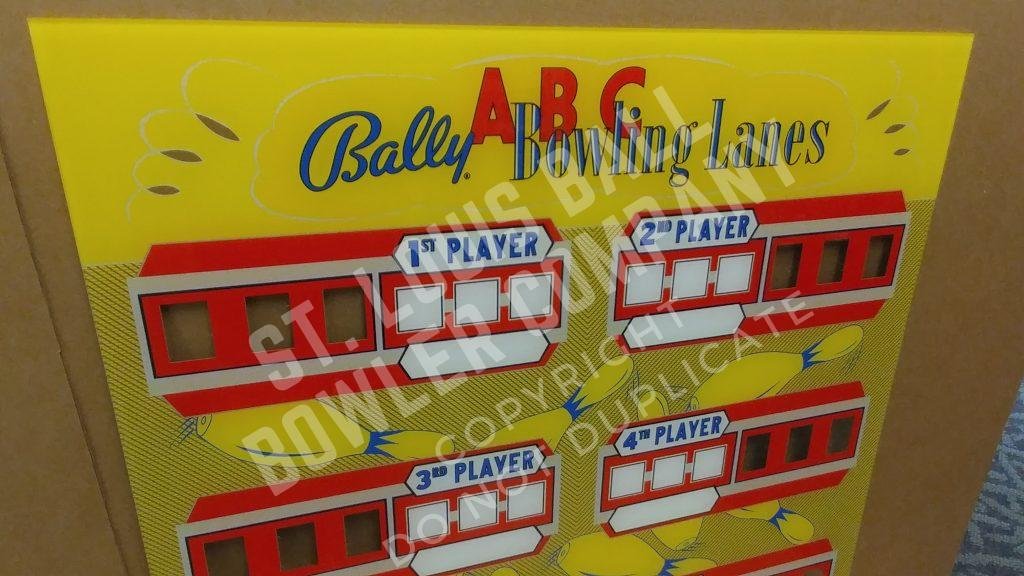 Bally ABC Bowling Lanes
1ST PLAYER
2ND PLAYER
3RD PLAYER
4TH PLAYER
ST. LOUIS BALL
BOWLER COMPANY
COPYRIGHT
DO NOT DUPLICATE